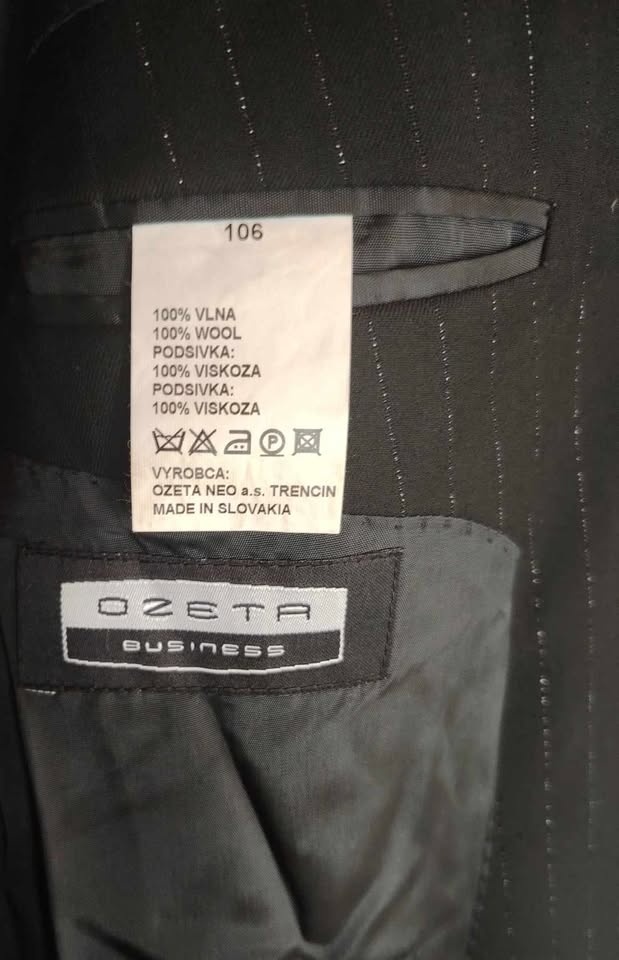 106
100% VLNA
100% WOOL
PODSIVKA:
100% VISKOZA
PODSIVKA:
100% VISKOZA
P
VYROBCA:
OZETA NEO a.s. TRENCIN
MADE IN SLOVAKIA
OZETA
BUSINESS